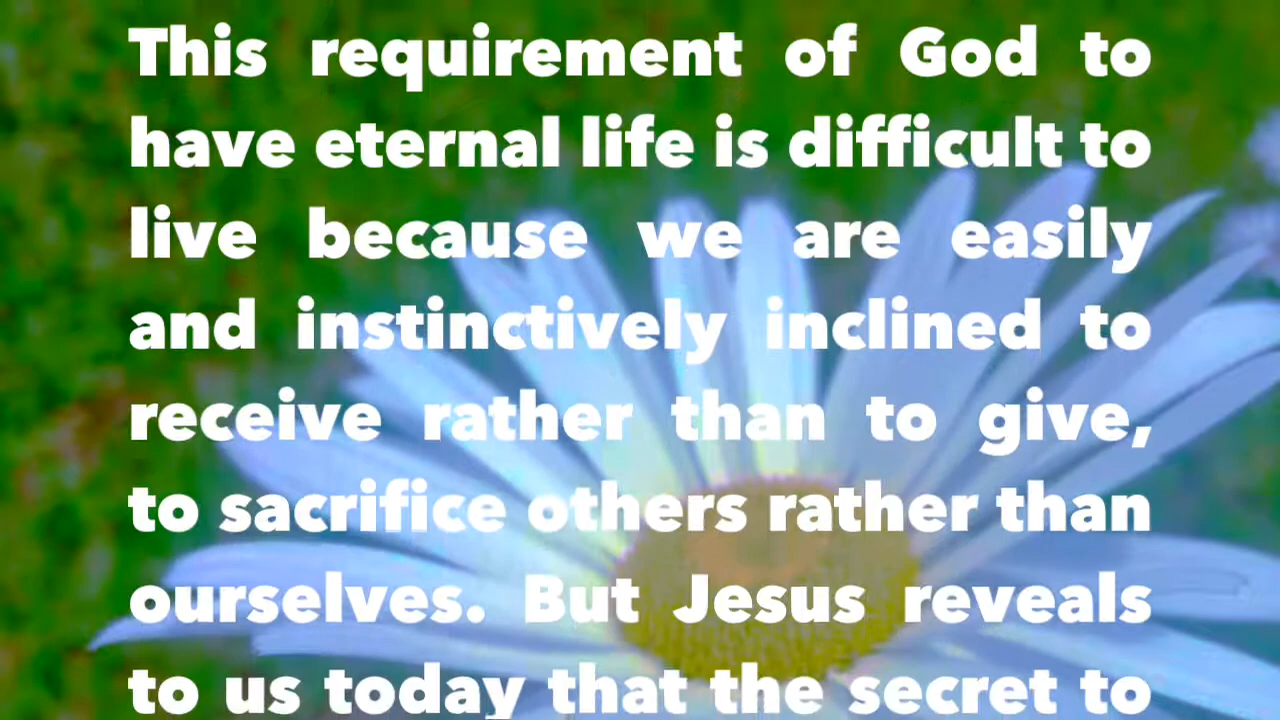 This requirement of God to
have eternal life is difficult to
live because we are easily
and instinctively inclined to
receive rather than to give,
to sacrifice others rather than
ourselves. But Jesus reveals
to us today that the secret to